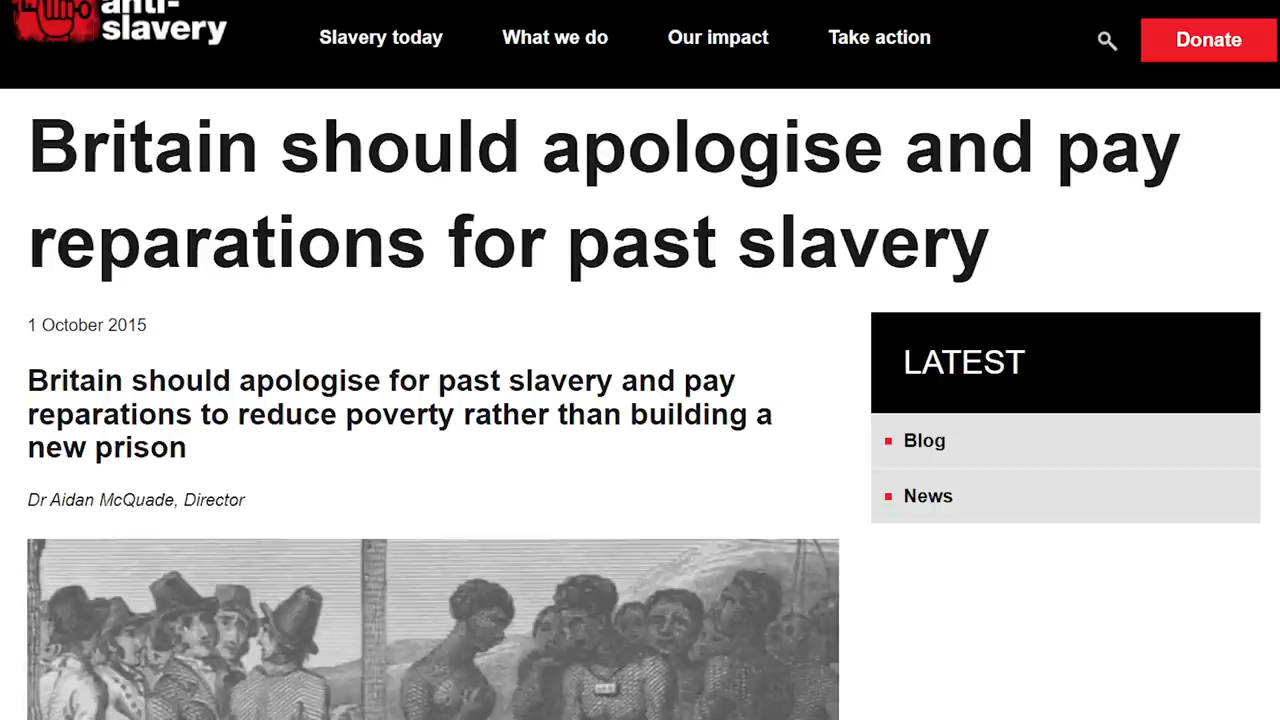 anti-
slavery
Slavery today
What we do
Our impact
Take action
Donate
Britain should apologise and pay
reparations for past slavery
1 October 2015
Britain should apologise for past slavery and pay
reparations to reduce poverty rather than building a
new prison
Dr Aidan McQuade, Director
LATEST
Blog
News